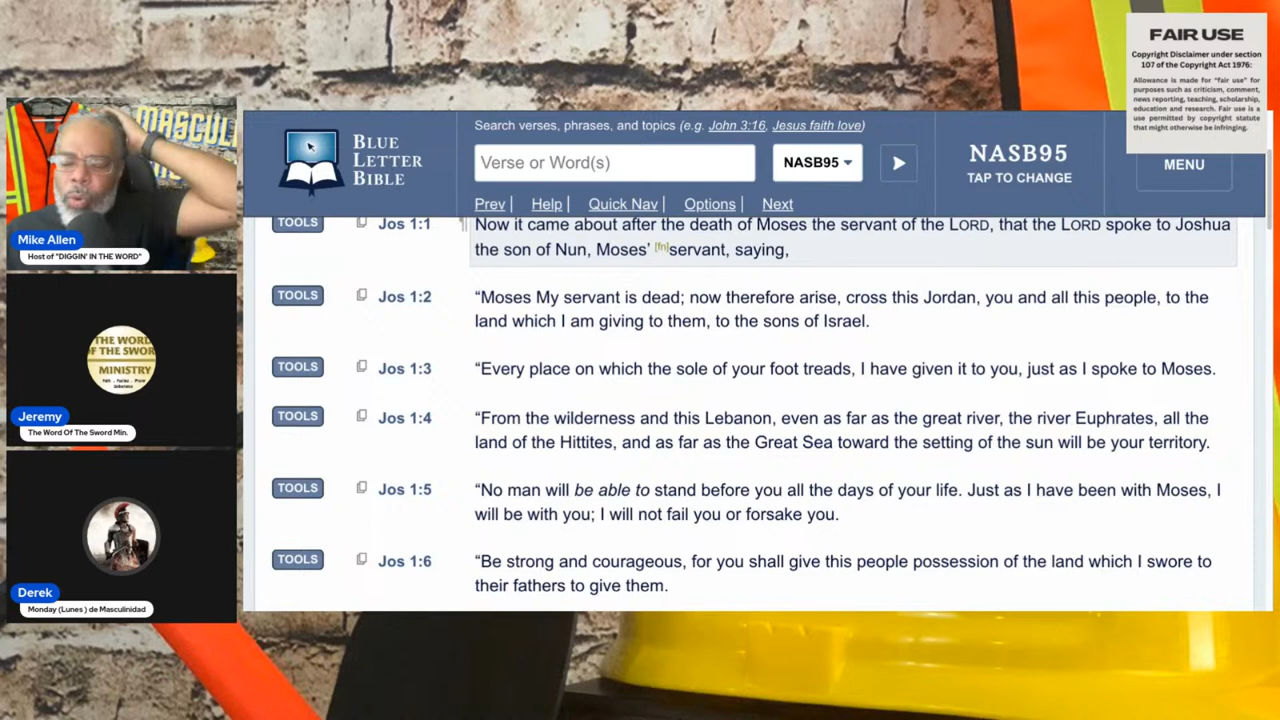 FAIR USE
Copyright Disclaimer under section
107 of the Copyright Act 1976:
Allowance is made for "fair use" for
purposes such as criticism, comment,
news reporting, teaching, scholarship,
education and research. Fair use is a
use permitted by copyright statute
that might otherwise be infringing.
MASCUL
Mike Allen
Host of "DIGGIN' IN THE WORD"
THE WORD
OF THE SWOR
MINISTRY
Jeremy
The Word Of The Sword Min.
Derek
Monday (Lunes ) de Masculinidad
BLUE
LETTER
BIBLE
Search verses, phrases, and topics (e.g. John 3:16, Jesus faith love)
Verse or Word(s)
NASB95
NASB95
TAP TO CHANGE
MENU
Prev | Help | Quick Nav | Options | Next
TOOLS Jos 1:1 ¶ Now it came about after the death of Moses the servant of the LORD, that the LORD spoke to Joshua
the son of Nun, Moses’ [fn]servant, saying,
TOOLS Jos 1:2 “Moses My servant is dead; now therefore arise, cross this Jordan, you and all this people, to the
land which I am giving to them, to the sons of Israel.
TOOLS Jos 1:3 “Every place on which the sole of your foot treads, I have given it to you, just as I spoke to Moses.
TOOLS Jos 1:4 “From the wilderness and this Lebanon, even as far as the great river, the river Euphrates, all the
land of the Hittites, and as far as the Great Sea toward the setting of the sun will be your territory.
TOOLS Jos 1:5 “No man will be able to stand before you all the days of your life. Just as I have been with Moses, I
will be with you; I will not fail you or forsake you.
TOOLS Jos 1:6 “Be strong and courageous, for you shall give this people possession of the land which I swore to
their fathers to give them.